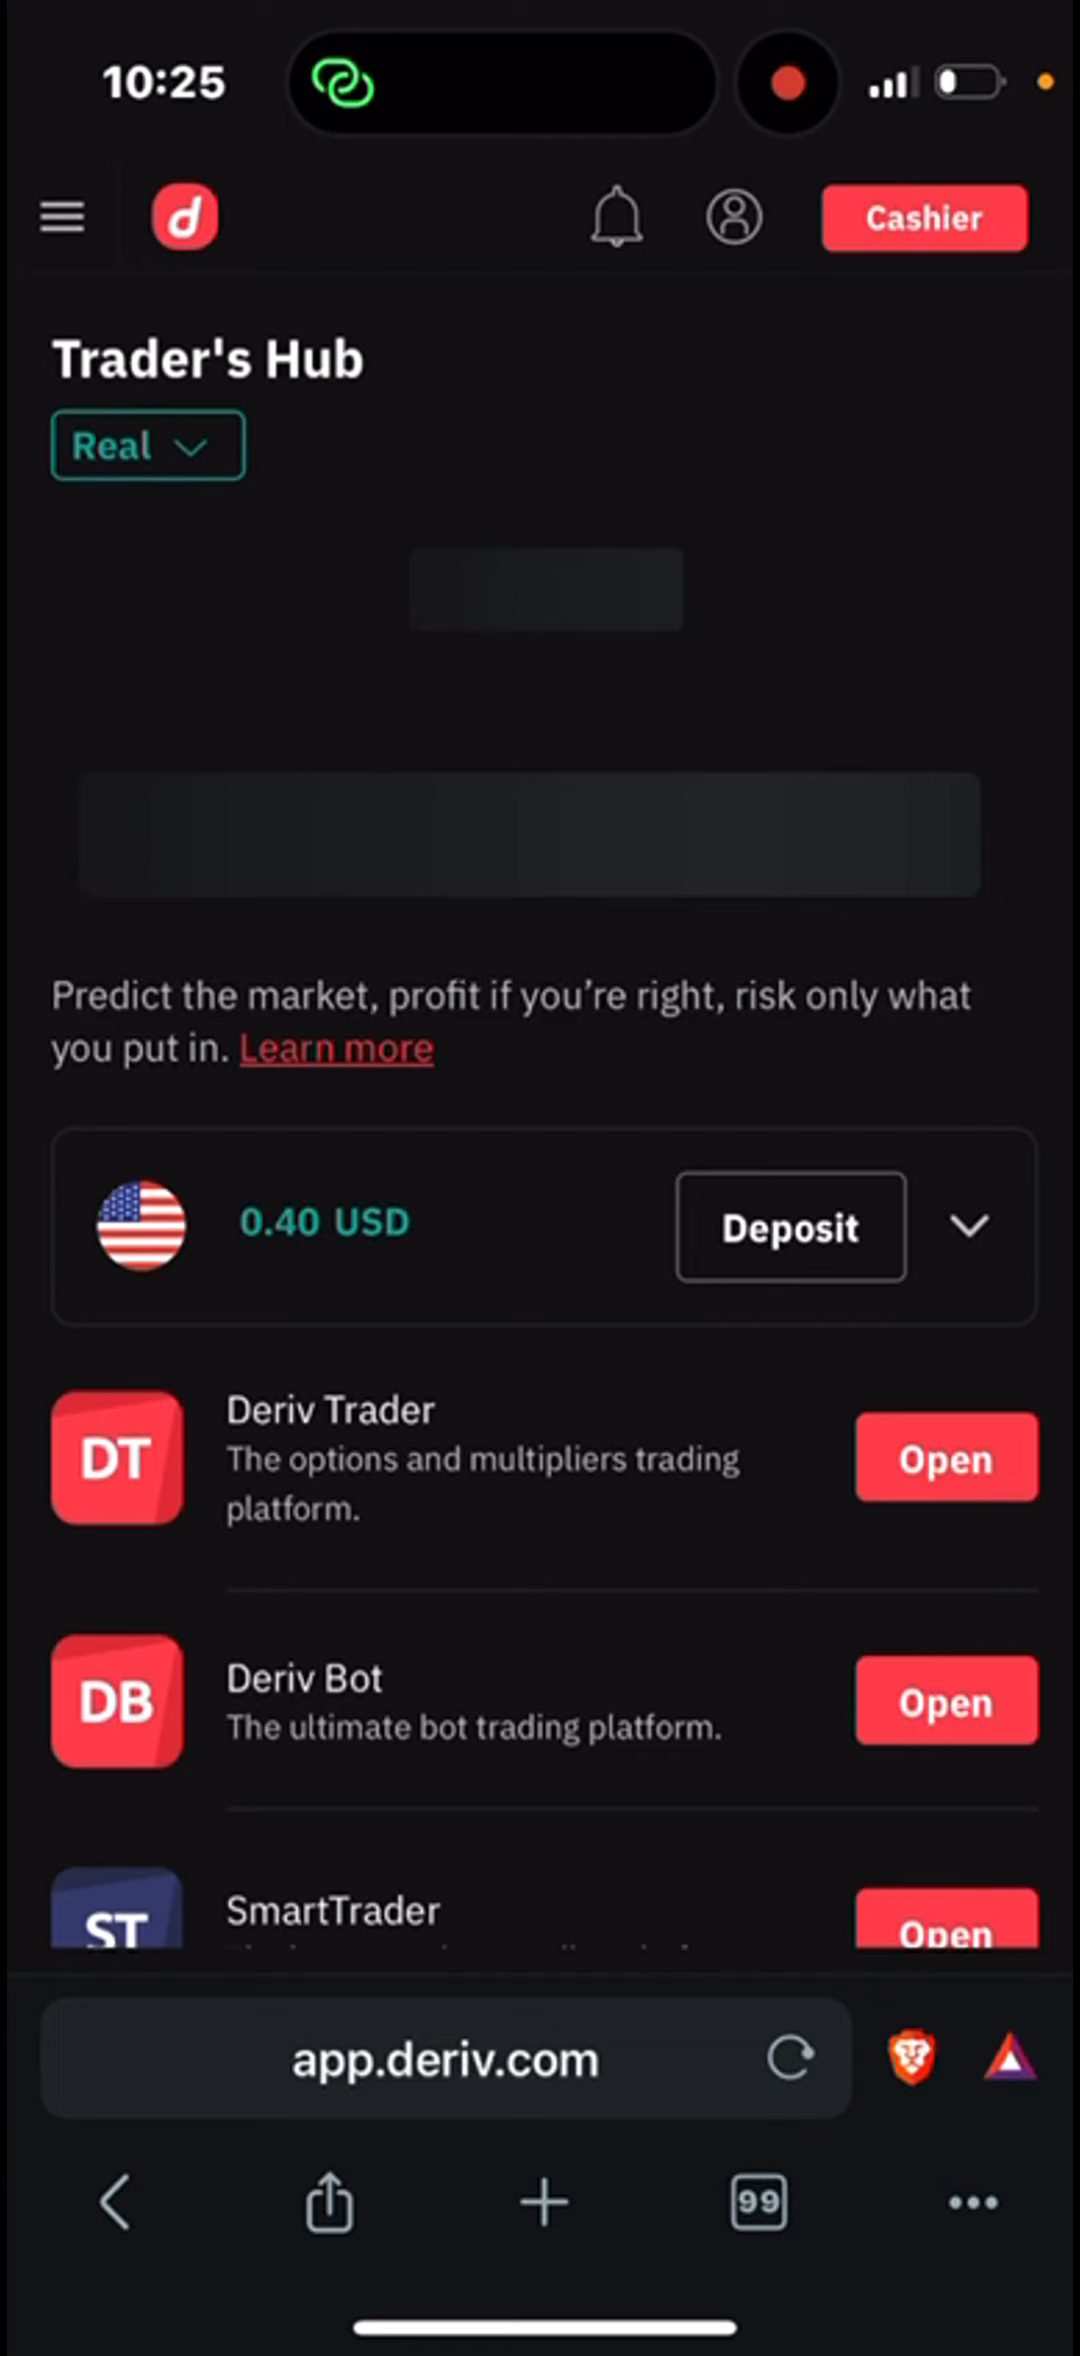 10:25
d
Cashier
Trader's Hub
Real
Predict the market, profit if you’re right, risk only what
you put in. Learn more
0.40 USD
Deposit
DT
Deriv Trader
The options and multipliers trading
platform.
Open
DB
Deriv Bot
The ultimate bot trading platform.
Open
ST
SmartTrader
Open
app.deriv.com
99